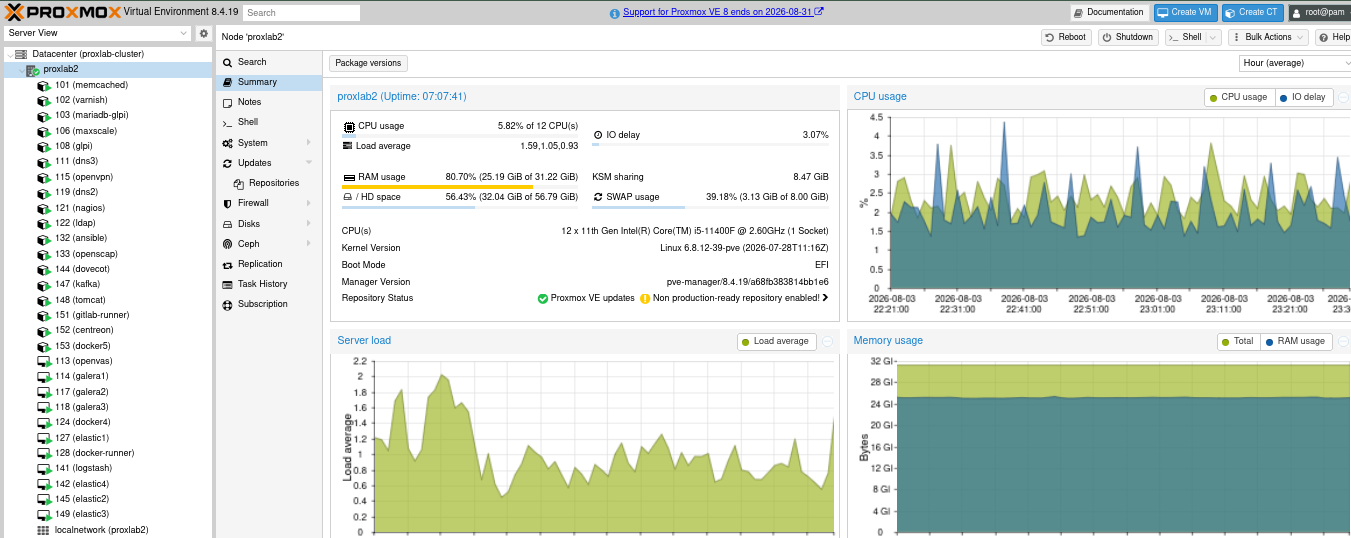 PROXMOX Virtual Environment 8.4.19 Search Support for Proxmox VE 8 ends on 2026-08-31 Documentation Create VM Create CT root@pam
Server View
Node 'proxlab2' Reboot Shutdown Shell Bulk Actions Help
Datacenter (proxlab-cluster)
proxlab2
101 (memcached)
102 (varnish)
103 (mariadb-glpi)
106 (maxscale)
108 (glpi)
111 (dns3)
115 (openvpn)
119 (dns2)
121 (nagios)
122 (ldap)
132 (ansible)
133 (openscap)
144 (dovecot)
147 (kafka)
148 (tomcat)
151 (gitlab-runner)
152 (centreon)
153 (docker5)
113 (openvas)
114 (galera1)
117 (galera2)
118 (galera3)
124 (docker4)
127 (elastic1)
128 (docker-runner)
141 (logstash)
142 (elastic4)
145 (elastic2)
149 (elastic3)
localnetwork (proxlab2)
Search
Summary
Notes
Shell
System
Updates
Repositories
Firewall
Disks
Ceph
Replication
Task History
Subscription
Package versions Hour (average)
proxlab2 (Uptime: 07:07:41)
CPU usage 5.82% of 12 CPU(s)
Load average 1.59,1.05,0.93
IO delay 3.07%
RAM usage 80.70% (25.19 GiB of 31.22 GiB)
KSM sharing 8.47 GiB
/ HD space 56.43% (32.04 GiB of 56.79 GiB)
SWAP usage 39.18% (3.13 GiB of 8.00 GiB)
CPU(s) 12 x 11th Gen Intel(R) Core(TM) i5-11400F @ 2.60GHz (1 Socket)
Kernel Version Linux 6.8.12-39-pve (2026-07-28T11:16Z)
Boot Mode EFI
Manager Version pve-manager/8.4.19/a68fb383814bb1e6
Repository Status Proxmox VE updates Non production-ready repository enabled!
CPU usage CPU usage IO delay
4.5
4
3.5
3
2.5
2
1.5
1
0.5
0
%
2026-08-03 2026-08-03 2026-08-03 2026-08-03 2026-08-03 2026-08-03 2026-08-03 2026-
22:21:00 22:31:00 22:41:00 22:51:00 23:01:00 23:11:00 23:21:00 23:3
Server load Load average
2.2
2
1.8
1.6
1.4
1.2
1
0.8
0.6
0.4
0.2
0
Load average
Memory usage Total RAM usage
32 Gi
28 Gi
24 Gi
20 Gi
16 Gi
12 Gi
8 Gi
4 Gi
0
Bytes